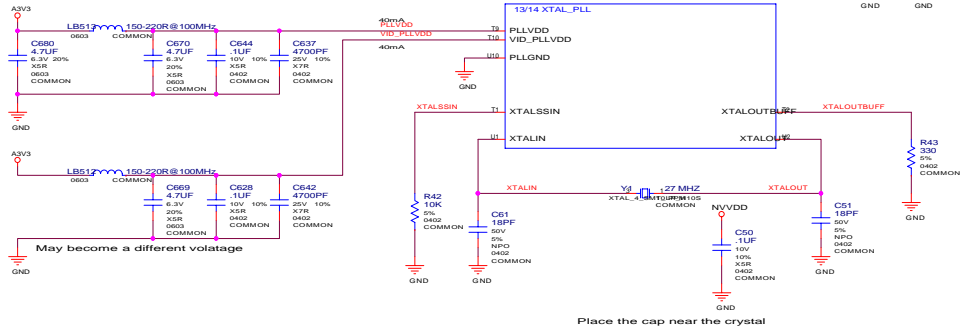 13/14 XTAL_PLL
GND GND
A3V3
LB513 150-220R@100MHz
0603 COMMON
40mA
PLLVDD
VID_PLLVDD
40mA
T9 PLLVDD
T10 VID_PLLVDD
U10 PLLGND
GND
C680
4.7UF
6.3V 20%
X5R
0603
COMMON
C670
4.7UF
6.3V
20%
X5R
0603
COMMON
C644
.1UF
10V 10%
X5R
0402
COMMON
C637
4700PF
25V 10%
X7R
0402
COMMON
GND
XTALSSIN T1 XTALSSIN
XTALOUTBUFF XTALOUTBUFF
U1 XTALIN
XTALOUT
R43
330
5%
0402
COMMON
GND
A3V3
LB512 150-220R@100MHz
0603 COMMON
C669
4.7UF
6.3V
20%
X5R
0603
COMMON
C628
.1UF
10V 10%
X5R
0402
COMMON
C642
4700PF
25V 10%
X7R
0402
COMMON
May become a different volatage
GND
R42
10K
5%
0402
COMMON
GND
XTALIN
27 MHZ
COMMON
XTALOUT
C61
18PF
50V
5%
NPO
0402
COMMON
GND
NVVDD
C50
.1UF
10V
10%
X5R
0402
COMMON
GND
C51
18PF
50V
5%
NPO
0402
COMMON
GND
Place the cap near the crystal